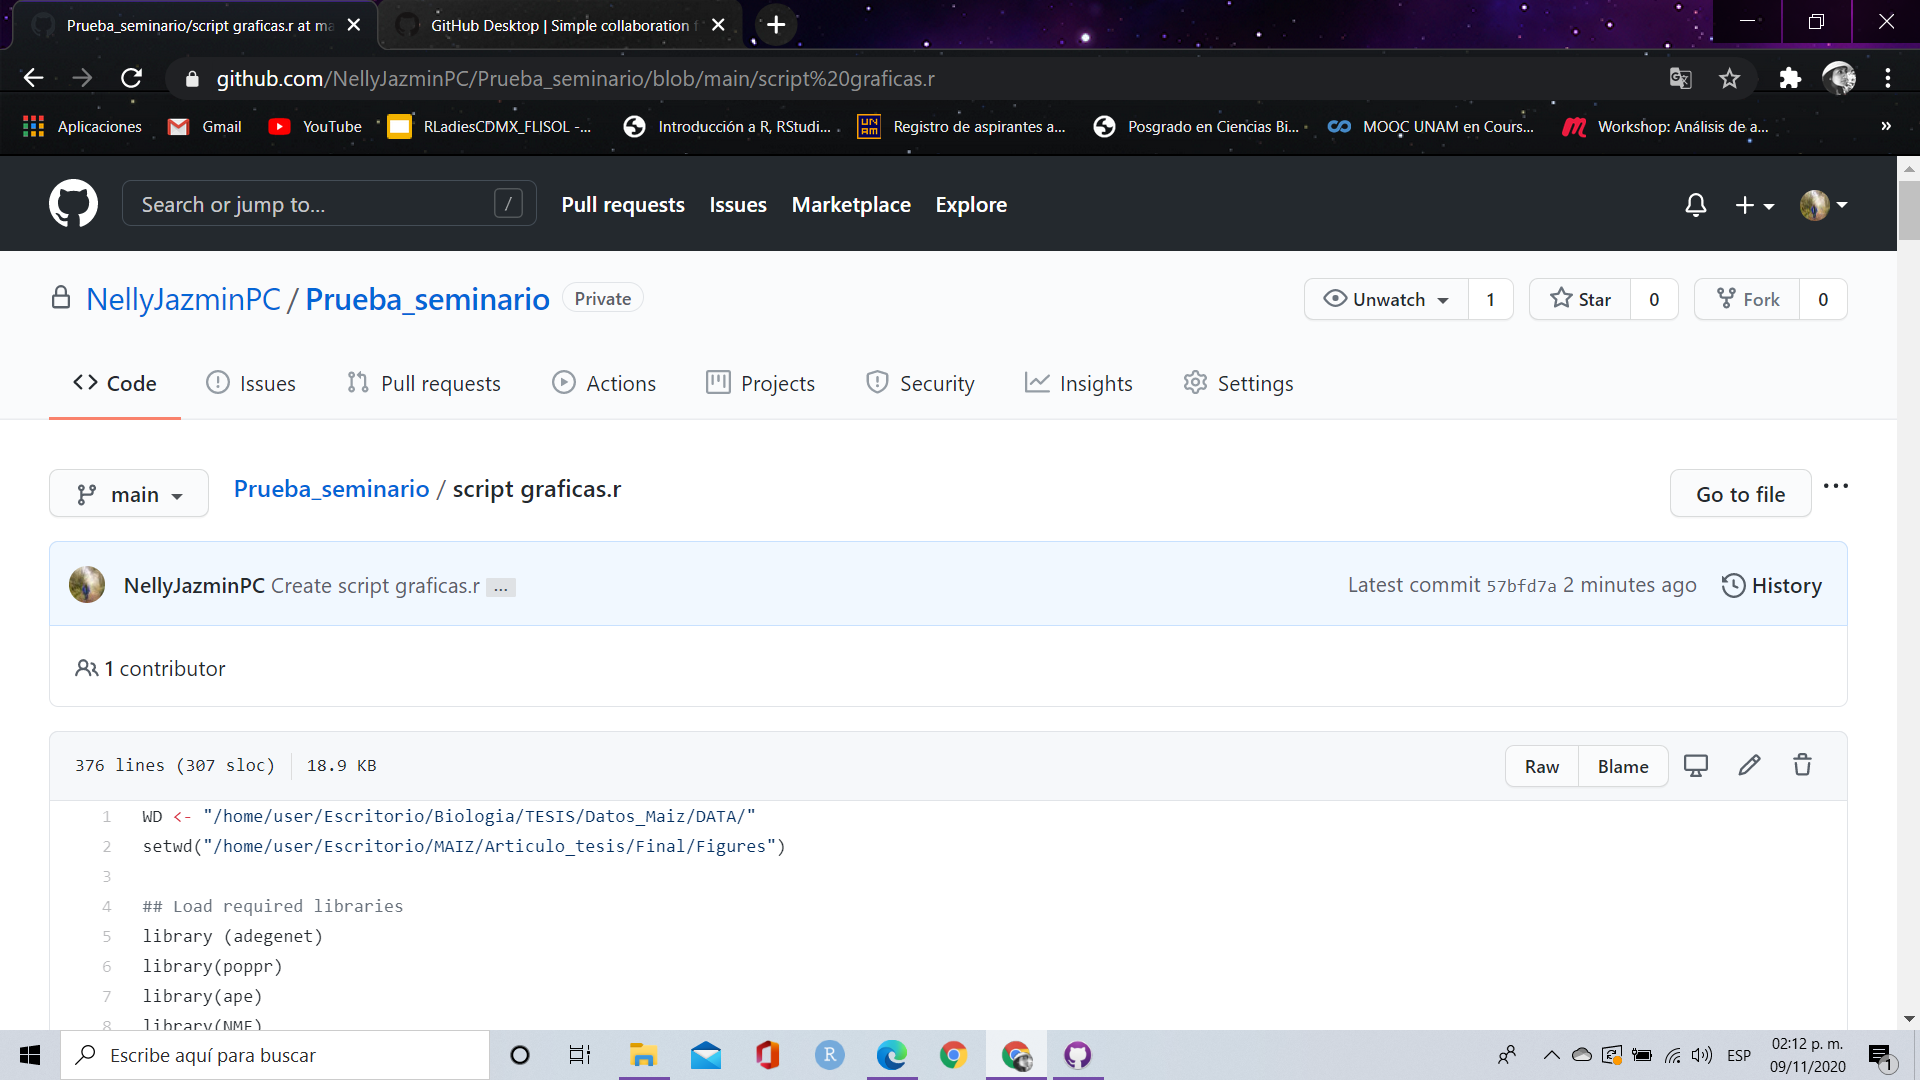 Prueba_seminario/script graficas.r at ma
GitHub Desktop | Simple collaboration f
github.com/NellyJazminPC/Prueba_seminario/blob/main/script%20graficas.r
Aplicaciones Gmail YouTube RLadiesCDMX_FLISOL -... Introducción a R, RStudi... Registro de aspirantes a... Posgrado en Ciencias Bi... MOOC UNAM en Cours... Workshop: Análisis de a... »
Search or jump to... / Pull requests Issues Marketplace Explore
NellyJazminPC / Prueba_seminario Private Unwatch 1 Star 0 Fork 0
Code Issues Pull requests Actions Projects Security Insights Settings
main Prueba_seminario / script graficas.r Go to file ...
NellyJazminPC Create script graficas.r ... Latest commit 57bfd7a 2 minutes ago History
1 contributor
376 lines (307 sloc) 18.9 KB Raw Blame
1 WD <- "/home/user/Escritorio/Biologia/TESIS/Datos_Maiz/DATA/"
2 setwd("/home/user/Escritorio/MAIZ/Articulo_tesis/Final/Figures")
3
4 ## Load required libraries
5 library (adegenet)
6 library(poppr)
7 library(ape)
8 library(NMF)
Escribe aquí para buscar R ESP 02:12 p. m.
09/11/2020 1